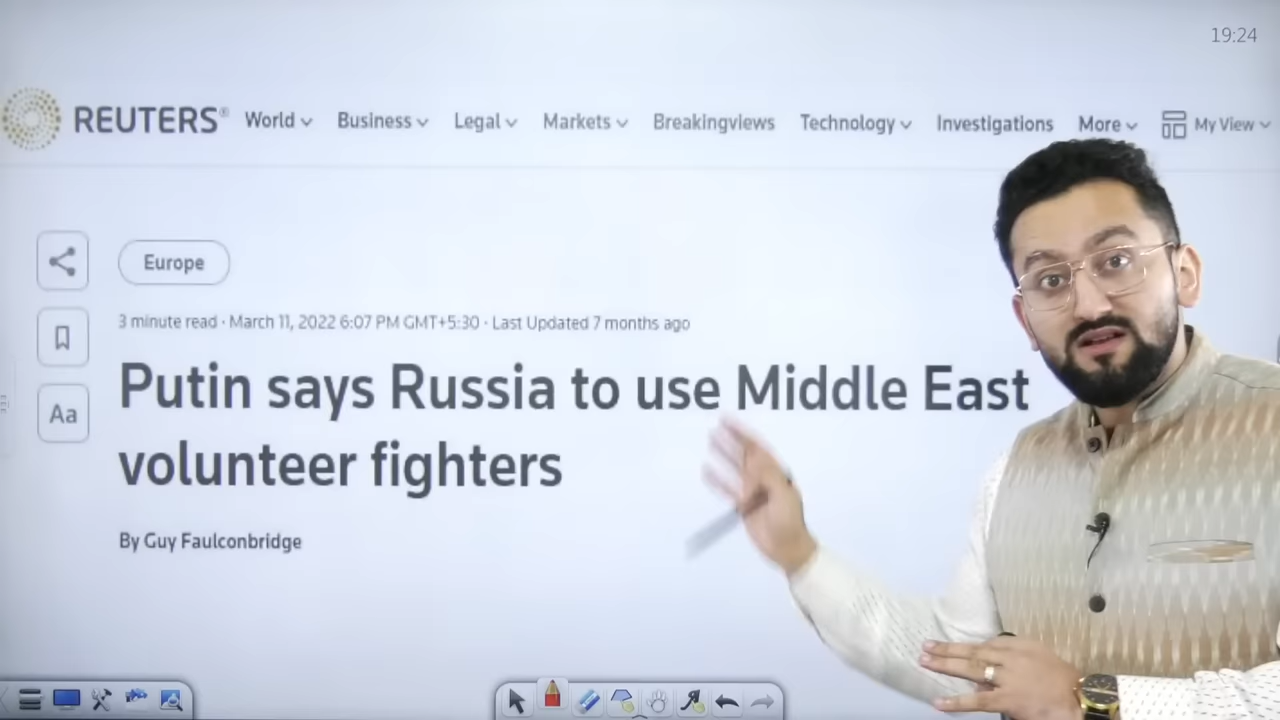 19:24
REUTERS® World Business Legal Markets Breakingviews Technology Investigations More My View
Europe
3 minute read · March 11, 2022 6:07 PM GMT+5:30 · Last Updated 7 months ago
Aa
Putin says Russia to use Middle East
volunteer fighters
By Guy Faulconbridge